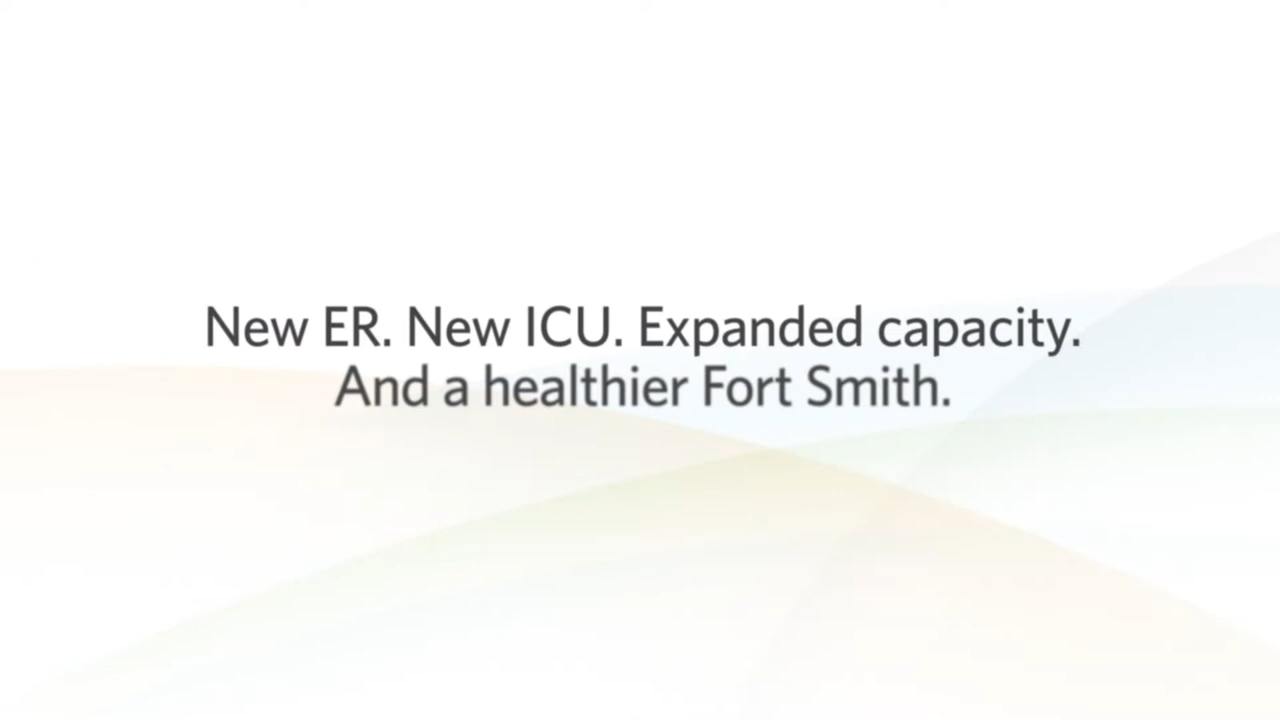 New ER. New ICU. Expanded capacity.
And a healthier Fort Smith.